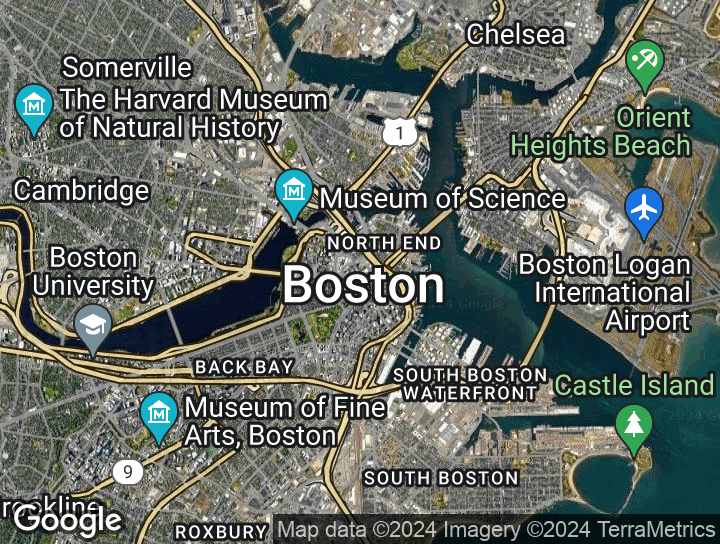 Chelsea
Somerville
The Harvard Museum
of Natural History
1
Orient
Heights Beach
Cambridge
Museum of Science
NORTH END
Boston
University
Boston
Boston Logan
International
Airport
BACK BAY
SOUTH BOSTON
WATERFRONT
Castle Island
Museum of Fine
Arts, Boston
9
SOUTH BOSTON
rookline
Google
ROXBURY
Map data ©2024 Imagery ©2024 TerraMetrics